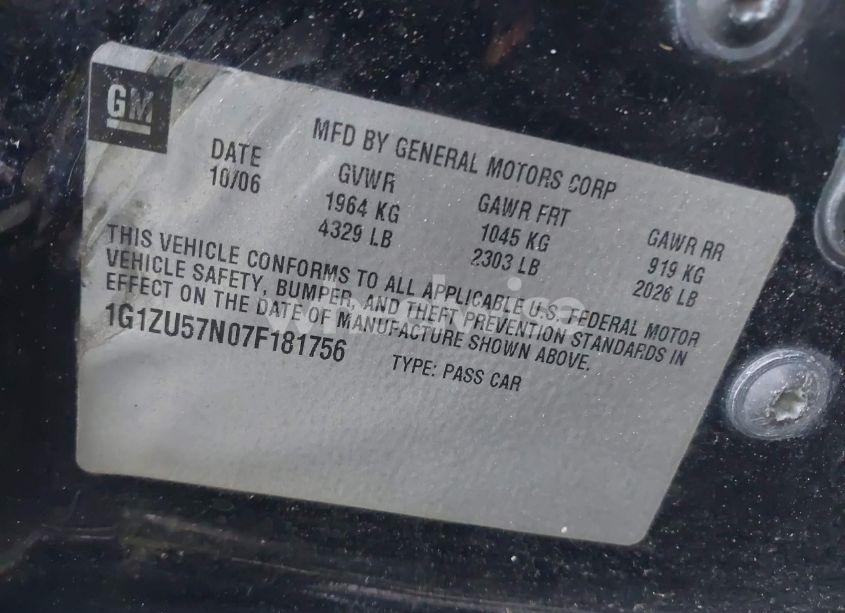 GM
MFD BY GENERAL MOTORS CORP
DATE GVWR GAWR FRT GAWR RR
10/06 1964 KG 1045 KG 919 KG
4329 LB 2303 LB 2026 LB
THIS VEHICLE CONFORMS TO ALL APPLICABLE U.S. FEDERAL MOTOR
VEHICLE SAFETY, BUMPER, AND THEFT PREVENTION STANDARDS IN
EFFECT ON THE DATE OF MANUFACTURE SHOWN ABOVE.
1G1ZU57N07F181756 TYPE: PASS CAR